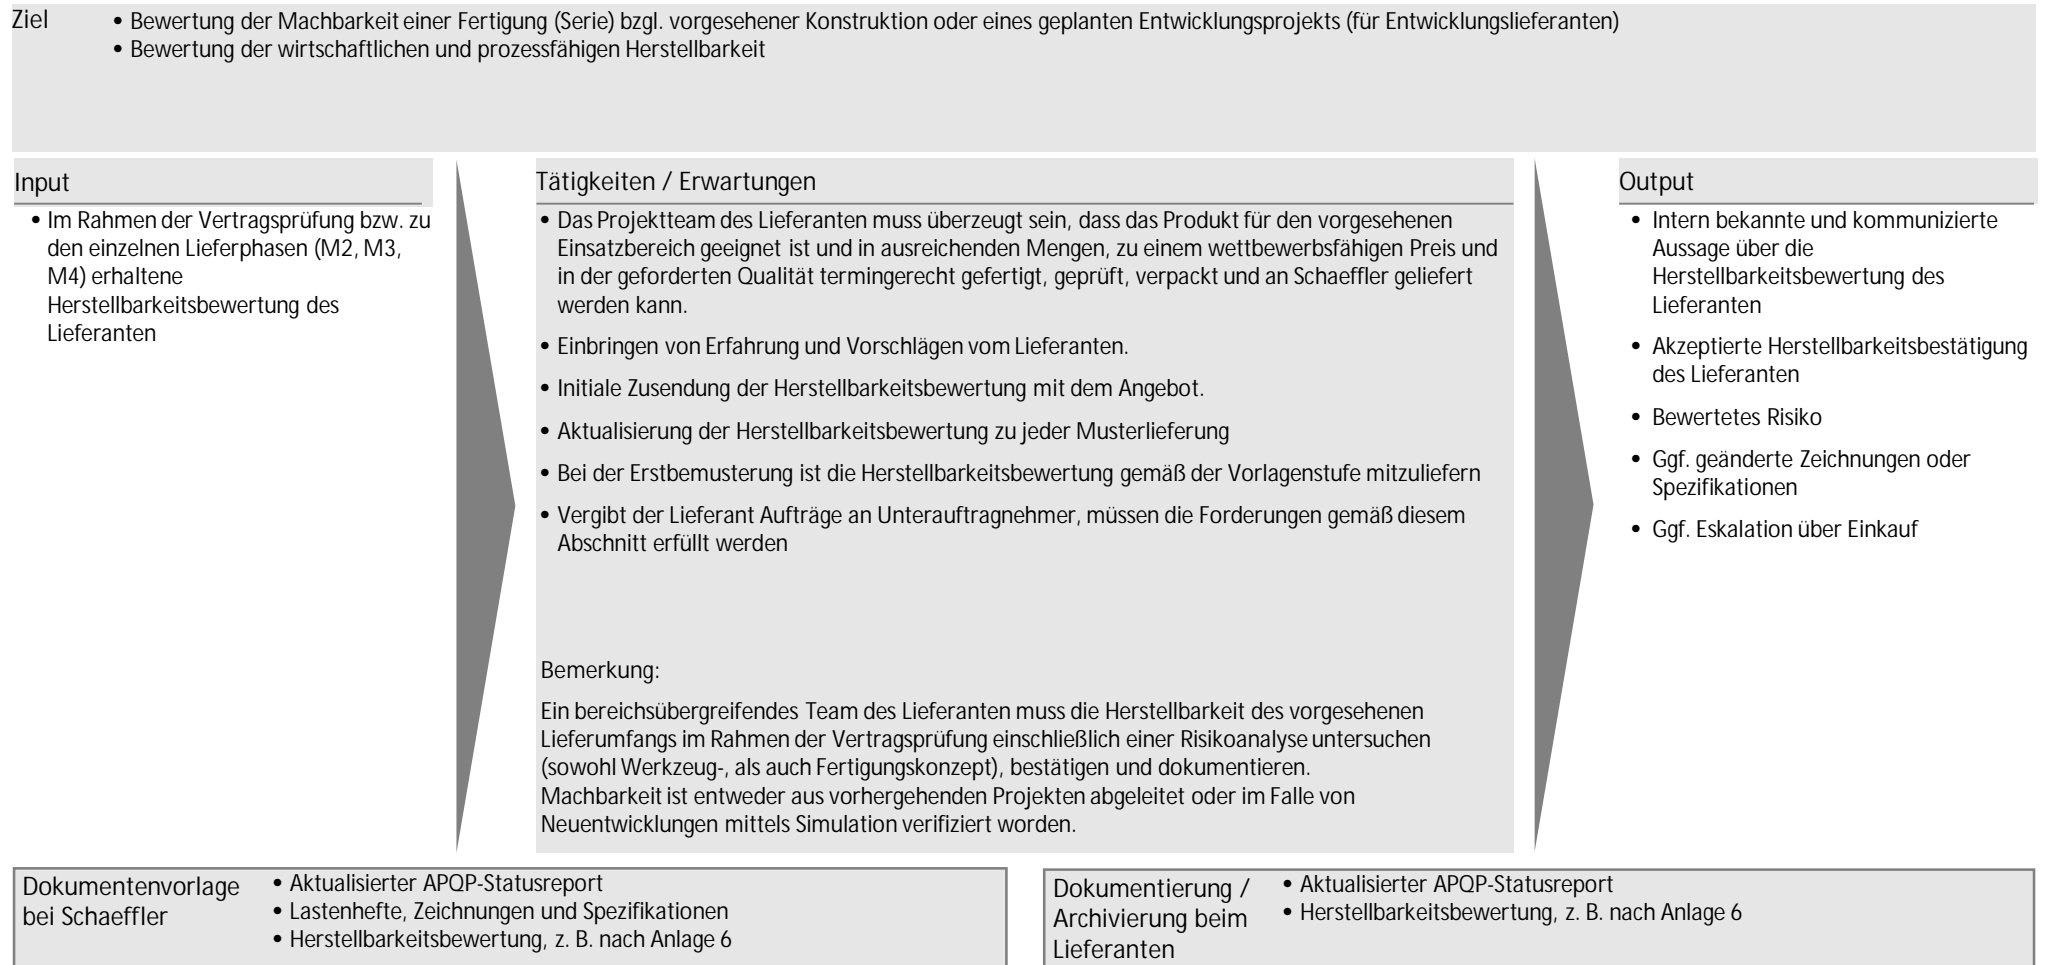 Ziel
• Bewertung der Machbarkeit einer Fertigung (Serie) bzgl. vorgesehener Konstruktion oder eines geplanten Entwicklungsprojekts (für Entwicklungslieferanten)
• Bewertung der wirtschaftlichen und prozessfähigen Herstellbarkeit
Input
• Im Rahmen der Vertragsprüfung bzw. zu
den einzelnen Lieferphasen (M2, M3,
M4) erhaltene
Herstellbarkeitsbewertung des
Lieferanten
Tätigkeiten / Erwartungen
• Das Projektteam des Lieferanten muss überzeugt sein, dass das Produkt für den vorgesehenen
Einsatzbereich geeignet ist und in ausreichenden Mengen, zu einem wettbewerbsfähigen Preis und
in der geforderten Qualität termingerecht gefertigt, geprüft, verpackt und an Schaeffler geliefert
werden kann.
• Einbringen von Erfahrung und Vorschlägen vom Lieferanten.
• Initiale Zusendung der Herstellbarkeitsbewertung mit dem Angebot.
• Aktualisierung der Herstellbarkeitsbewertung zu jeder Musterlieferung
• Bei der Erstbemusterung ist die Herstellbarkeitsbewertung gemäß der Vorlagenstufe mitzuliefern
• Vergibt der Lieferant Aufträge an Unterauftragnehmer, müssen die Forderungen gemäß diesem
Abschnitt erfüllt werden
Bemerkung:
Ein bereichsübergreifendes Team des Lieferanten muss die Herstellbarkeit des vorgesehenen
Lieferumfangs im Rahmen der Vertragsprüfung einschließlich einer Risikoanalyse untersuchen
(sowohl Werkzeug-, als auch Fertigungskonzept), bestätigen und dokumentieren.
Machbarkeit ist entweder aus vorhergehenden Projekten abgeleitet oder im Falle von
Neuentwicklungen mittels Simulation verifiziert worden.
Output
• Intern bekannte und kommunizierte
Aussage über die
Herstellbarkeitsbewertung des
Lieferanten
• Akzeptierte Herstellbarkeitsbestätigung
des Lieferanten
• Bewertetes Risiko
• Ggf. geänderte Zeichnungen oder
Spezifikationen
• Ggf. Eskalation über Einkauf
Dokumentenvorlage
bei Schaeffler
• Aktualisierter APQP-Statusreport
• Lastenhefte, Zeichnungen und Spezifikationen
• Herstellbarkeitsbewertung, z. B. nach Anlage 6
Dokumentierung /
Archivierung beim
Lieferanten
• Aktualisierter APQP-Statusreport
• Herstellbarkeitsbewertung, z. B. nach Anlage 6